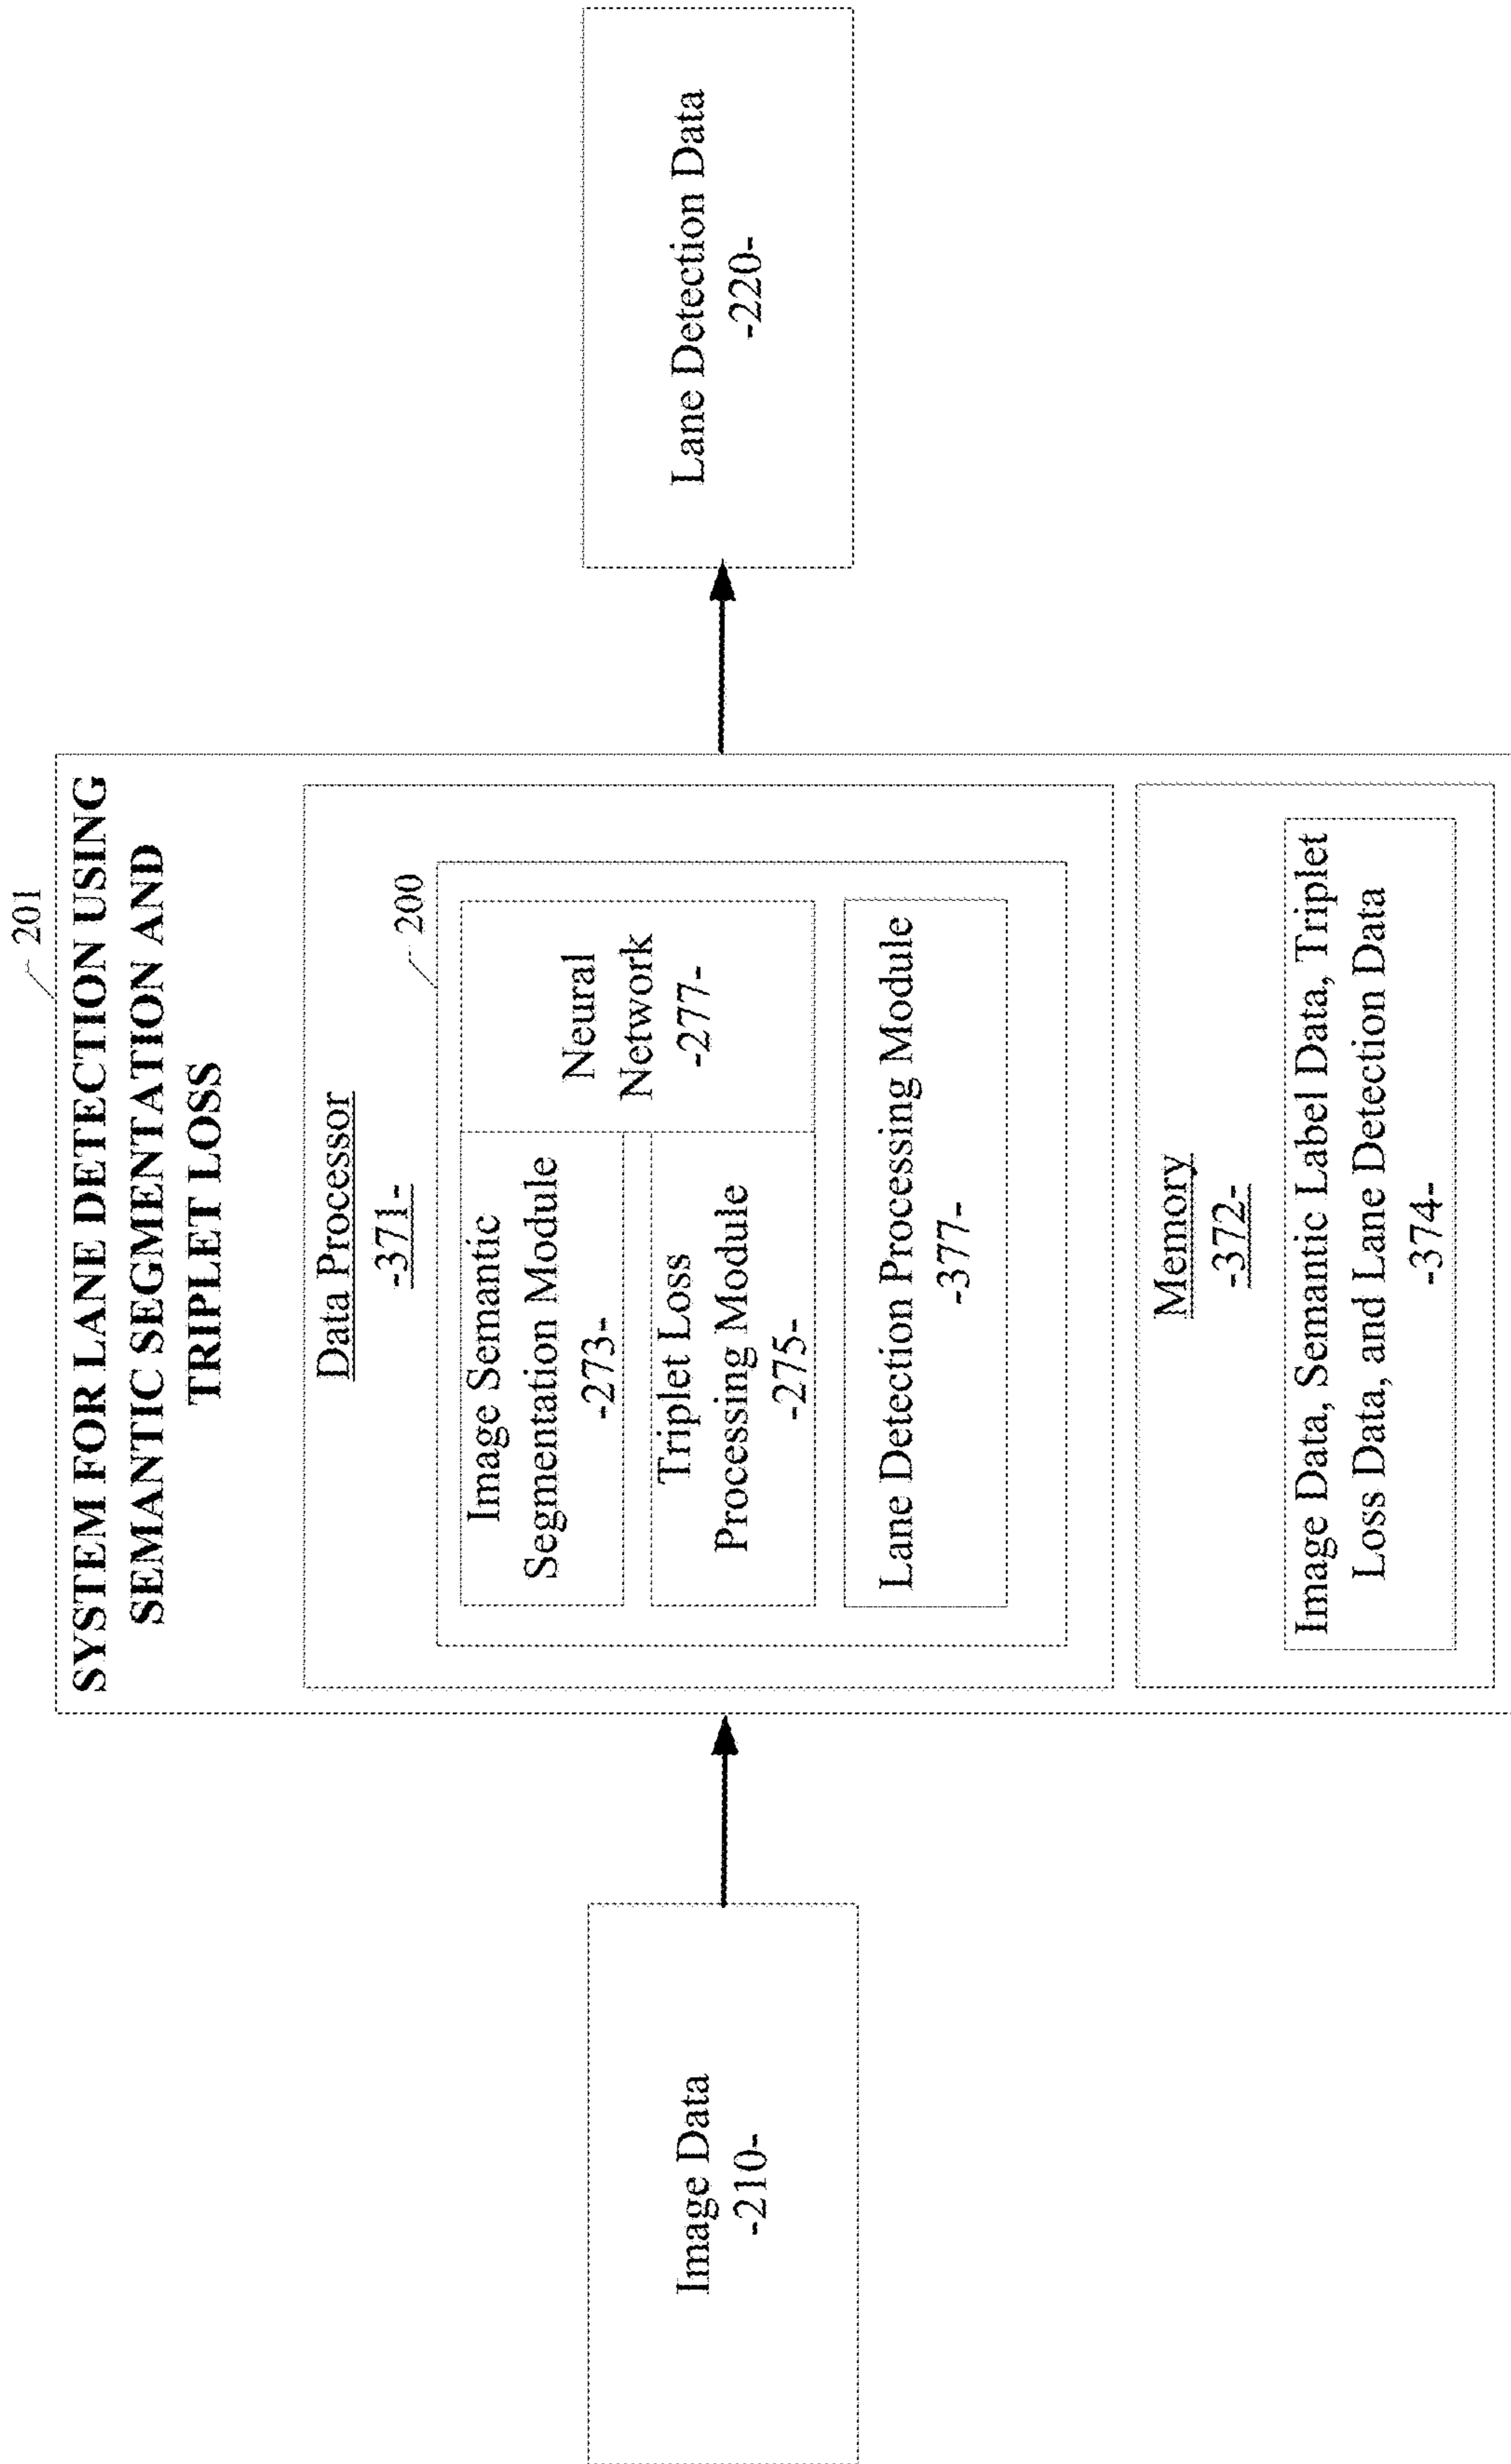 201
SYSTEM FOR LANE DETECTION USING
SEMANTIC SEGMENTATION AND
TRIPLET LOSS
Image Data
-210-
Data Processor
-371-
200
Image Semantic
Segmentation Module
-273-
Triplet Loss
Processing Module
-275-
Neural
Network
-277-
Lane Detection Processing Module
-377-
Memory
-372-
Image Data, Semantic Label Data, Triplet
Loss Data, and Lane Detection Data
-374-
Lane Detection Data
-220-